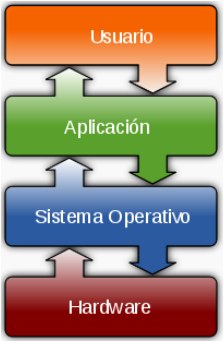 Usuario
Aplicación
Sistema Operativo
Hardware